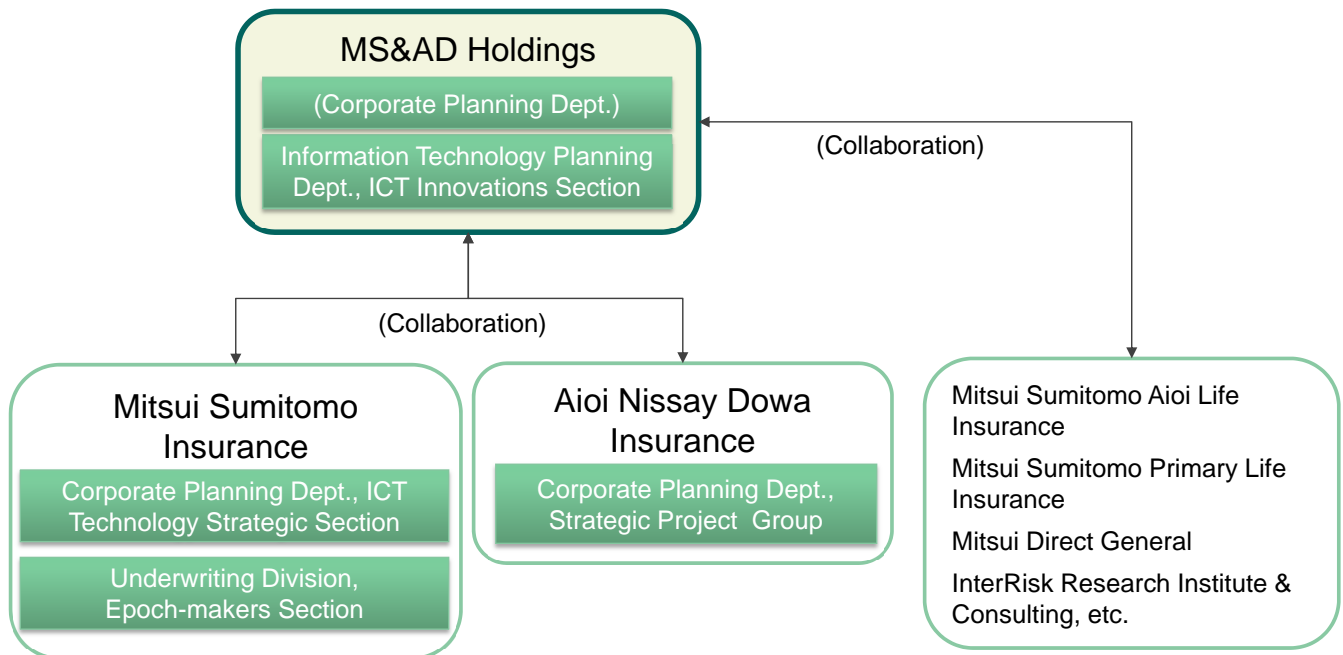 MS&AD Holdings
(Corporate Planning Dept.)
Information Technology Planning
Dept., ICT Innovations Section
(Collaboration)
(Collaboration)
Mitsui Sumitomo
Insurance
Corporate Planning Dept., ICT
Technology Strategic Section
Underwriting Division,
Epoch-makers Section
Aioi Nissay Dowa
Insurance
Corporate Planning Dept.,
Strategic Project  Group
Mitsui Sumitomo Aioi Life
Insurance
Mitsui Sumitomo Primary Life
Insurance
Mitsui Direct General
InterRisk Research Institute &
Consulting, etc.